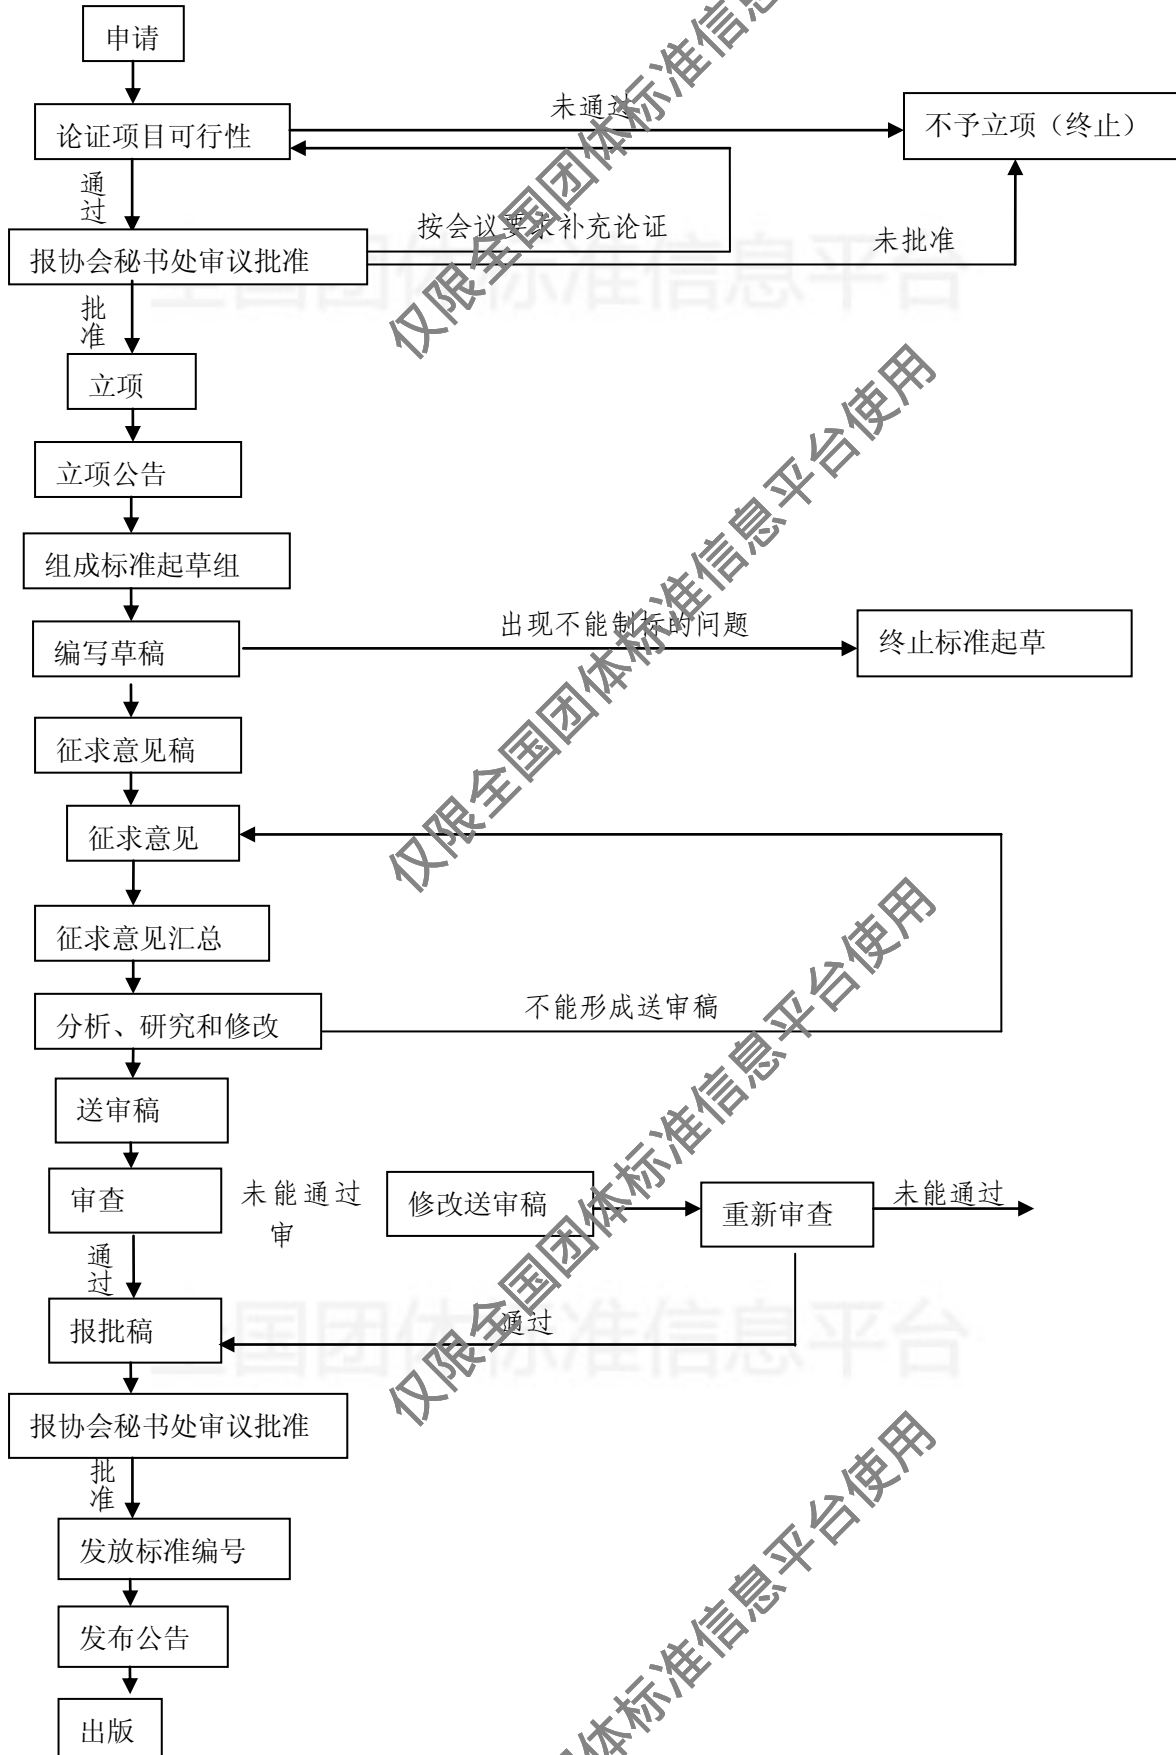 申请
论证项目可行性
未通过
不予立项（终止）
通过
按会议要求补充论证
未批准
报协会秘书处审议批准
批准
立项
立项公告
组成标准起草组
编写草稿
出现不能制标的问题
终止标准起草
征求意见稿
征求意见
征求意见汇总
分析、研究和修改
不能形成送审稿
送审稿
审查
未能通过
审
修改送审稿
重新审查
未能通过
通过
报批稿
通过
报协会秘书处审议批准
批准
发放标准编号
发布公告
出版
仅限全国团体标准信息平台使用
仅限全国团体标准信息平台使用
仅限全国团体标准信息平台使用
全国团体标准信息平台
全国团体标准信息平台
体标准信息平台使用